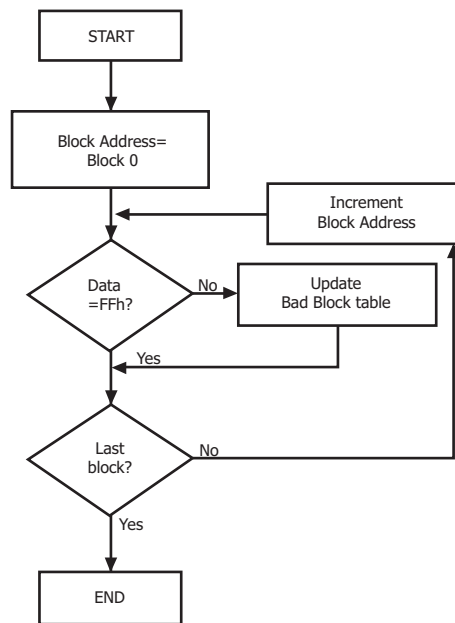 START
Block Address=
Block 0
Increment
Block Address
Data
=FFh?
No
Update
Bad Block table
Yes
Last
block?
No
Yes
END